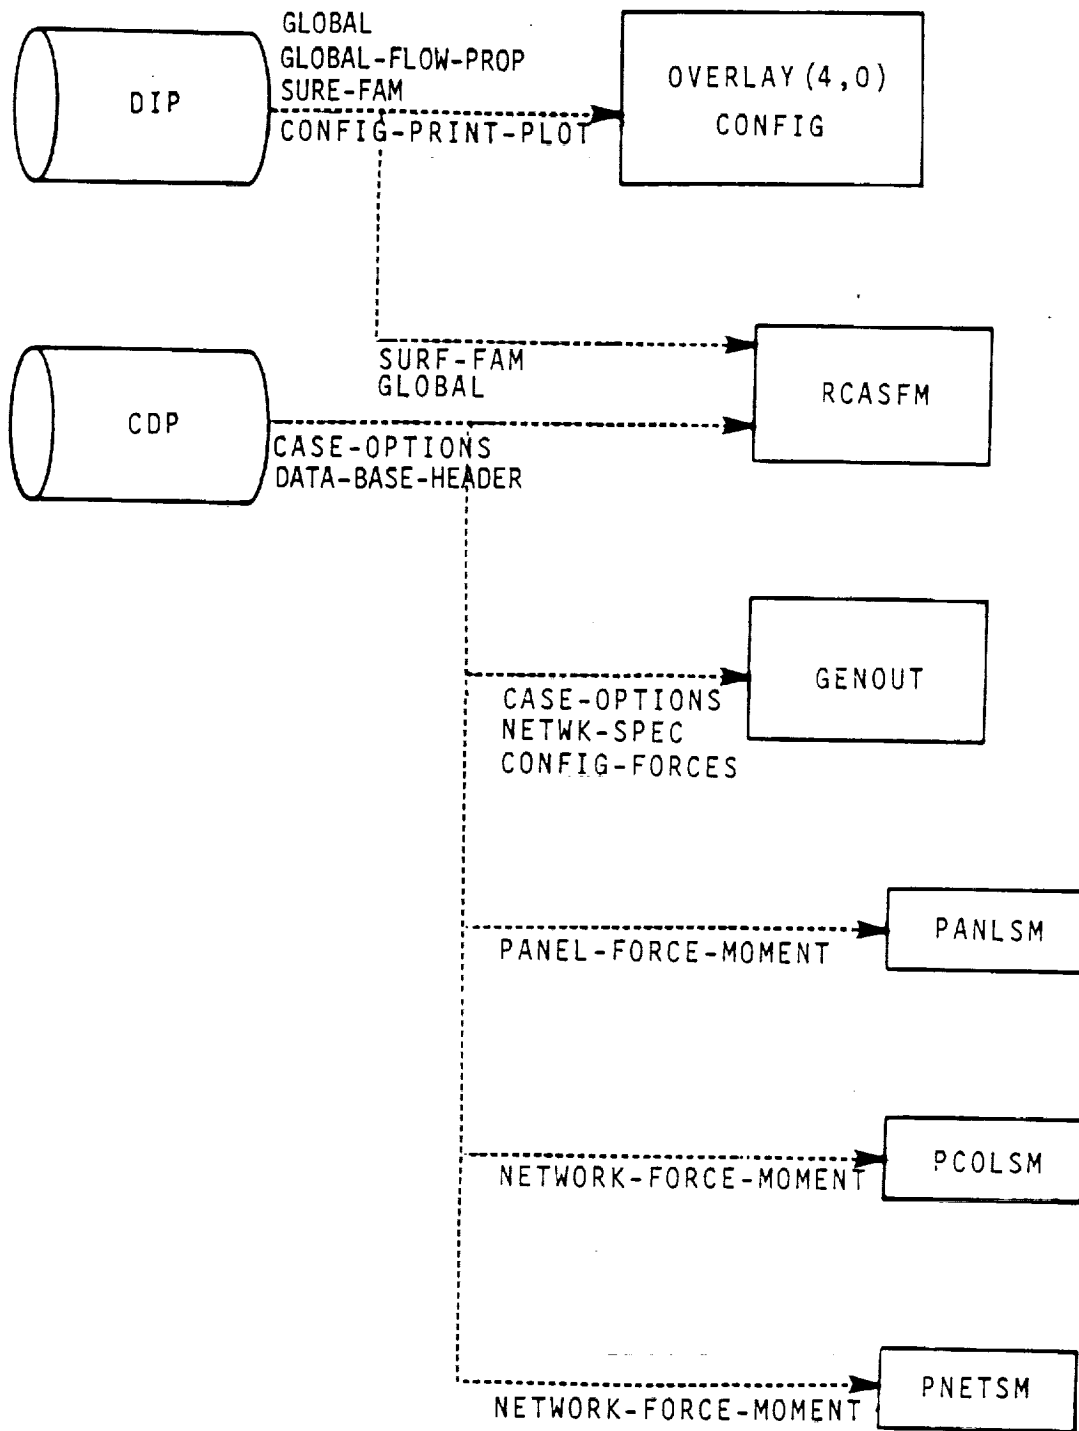 GLOBAL
GLOBAL-FLOW-PROP
SURE-FAM
CONFIG-PRINT-PLOT
DIP
OVERLAY(4,0)
CONFIG
SURF-FAM
GLOBAL
RCASFM
CDP
CASE-OPTIONS
DATA-BASE-HEADER
GENOUT
CASE-OPTIONS
NETWK-SPEC
CONFIG-FORCES
PANLSM
PANEL-FORCE-MOMENT
PCOLSM
NETWORK-FORCE-MOMENT
PNETSM
NETWORK-FORCE-MOMENT